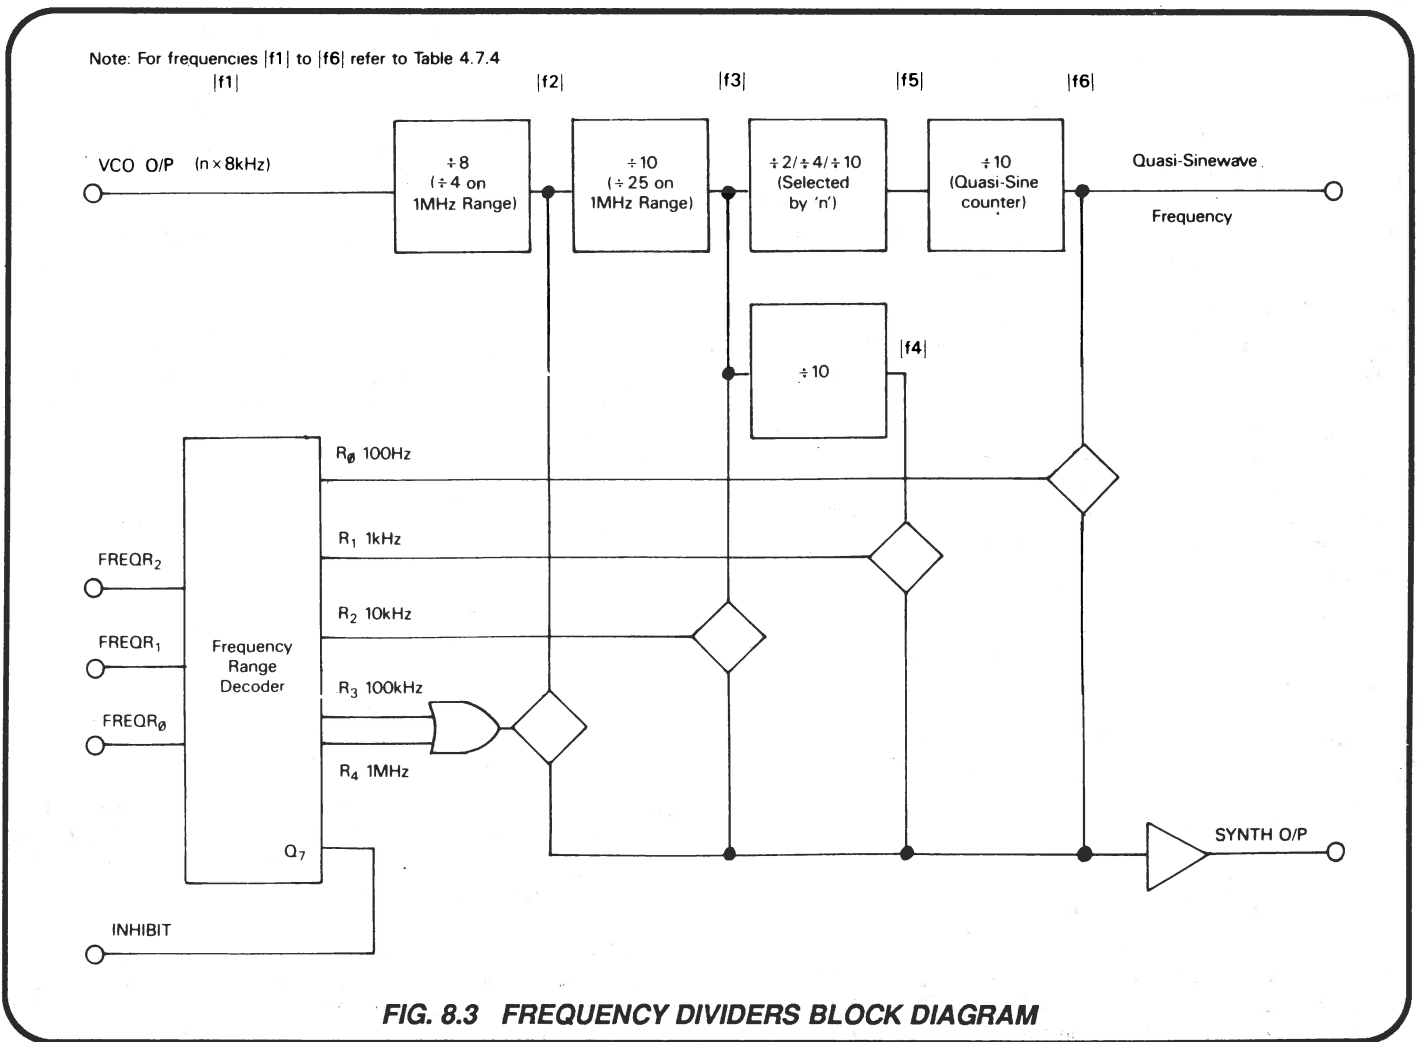 Note: For frequencies |f1| to |f6| refer to Table 4.7.4
|f1|
|f2|
|f3|
|f5|
|f6|
VCO O/P (n×8kHz)
÷8
(÷4 on
1MHz Range)
÷10
(÷25 on
1MHz Range)
÷2/÷4/÷10
(Selected
by 'n')
÷10
(Quasi-Sine
counter)
Quasi-Sinewave
Frequency
÷10
|f4|
R∅ 100Hz
R1 1kHz
R2 10kHz
R3 100kHz
R4 1MHz
FREQR2
FREQR1
FREQR∅
Frequency
Range
Decoder
Q7
INHIBIT
SYNTH O/P
FIG. 8.3 FREQUENCY DIVIDERS BLOCK DIAGRAM